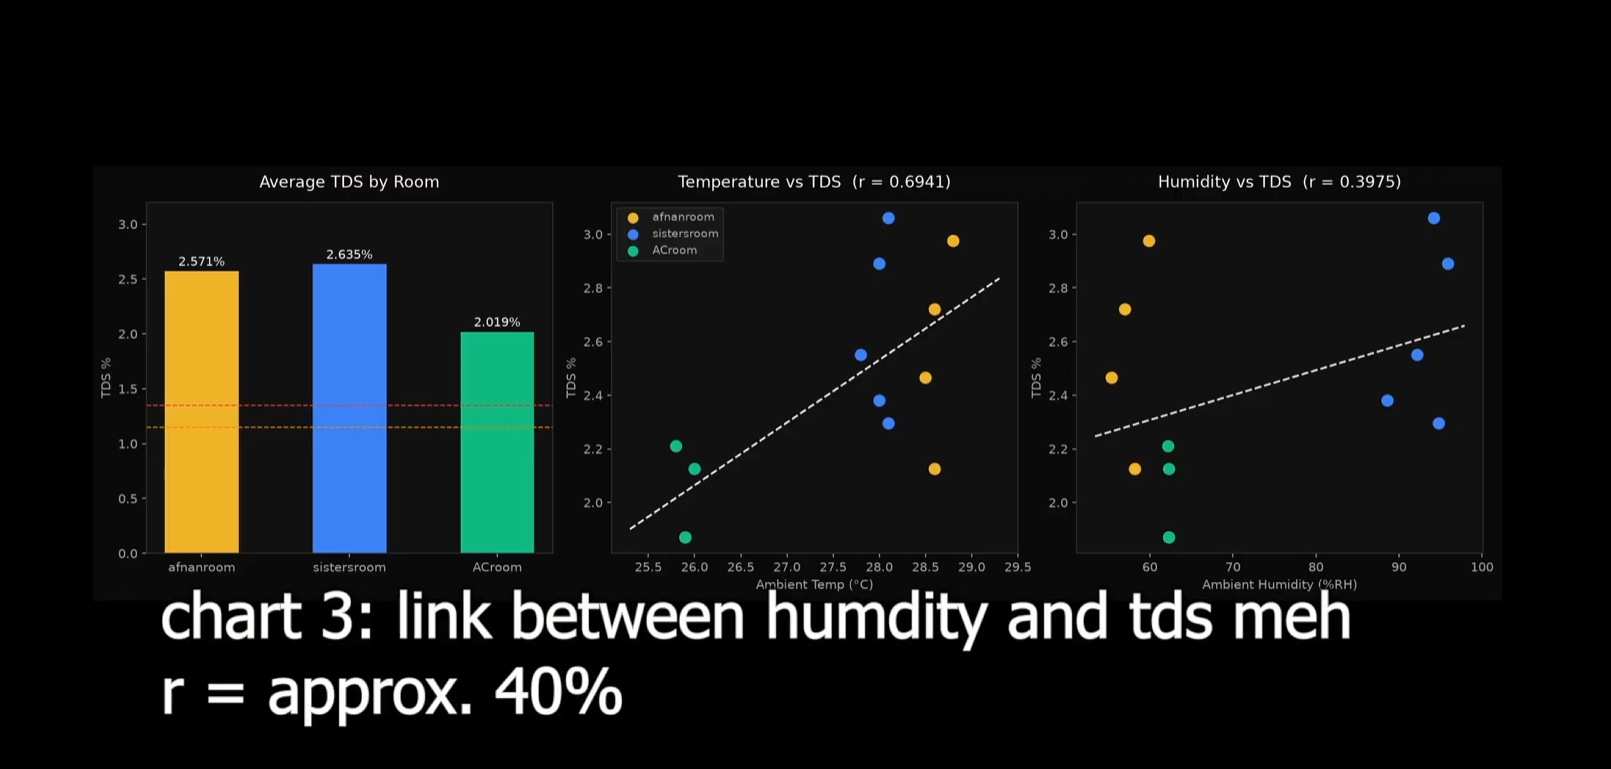 Average TDS by Room
3.0
2.5
2.0
1.5
1.0
0.5
0.0
TDS %
2.571%
2.635%
2.019%
afnanroom
sistersroom
ACroom
Temperature vs TDS (r = 0.6941)
afnanroom
sistersroom
ACroom
3.0
2.8
2.6
2.4
2.2
2.0
TDS %
25.5 26.0 26.5 27.0 27.5 28.0 28.5 29.0 29.5
Ambient Temp (°C)
Humidity vs TDS (r = 0.3975)
3.0
2.8
2.6
2.4
2.2
2.0
TDS %
60 70 80 90 100
Ambient Humidity (%RH)
chart 3: link between humdity and tds meh
r = approx. 40%